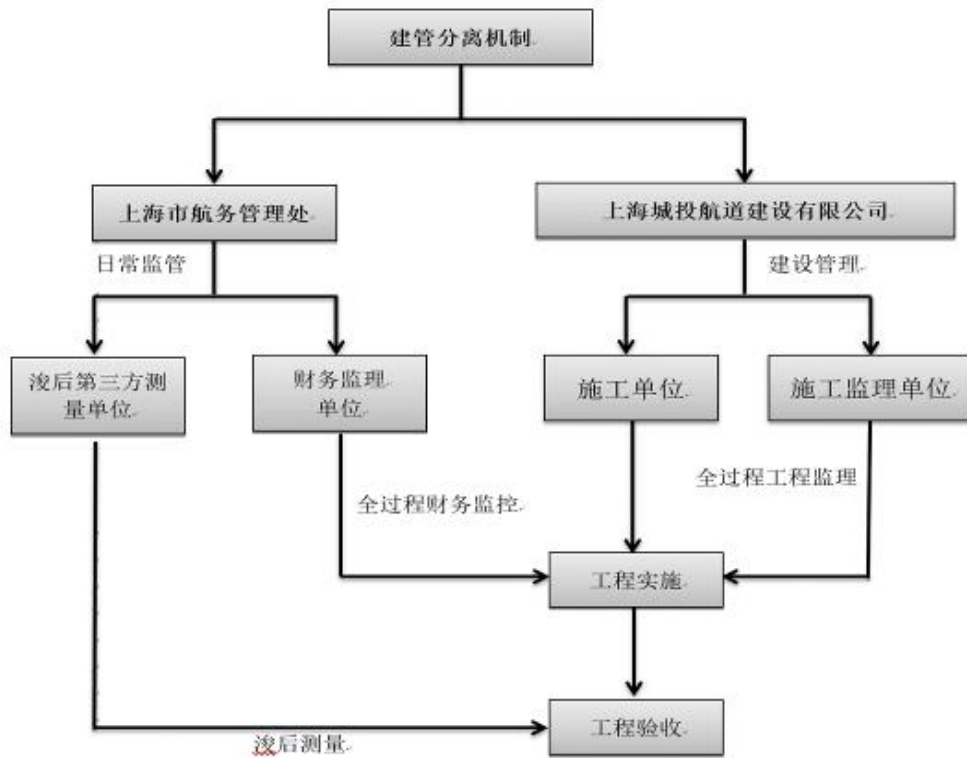 建管分离机制
上海市航务管理处
上海城投航道建设有限公司
日常监管
建设管理
浚后第三方测
量单位
财务监理
单位
施工单位
施工监理单位
全过程财务监控
全过程工程监理
工程实施
工程验收
浚后测量